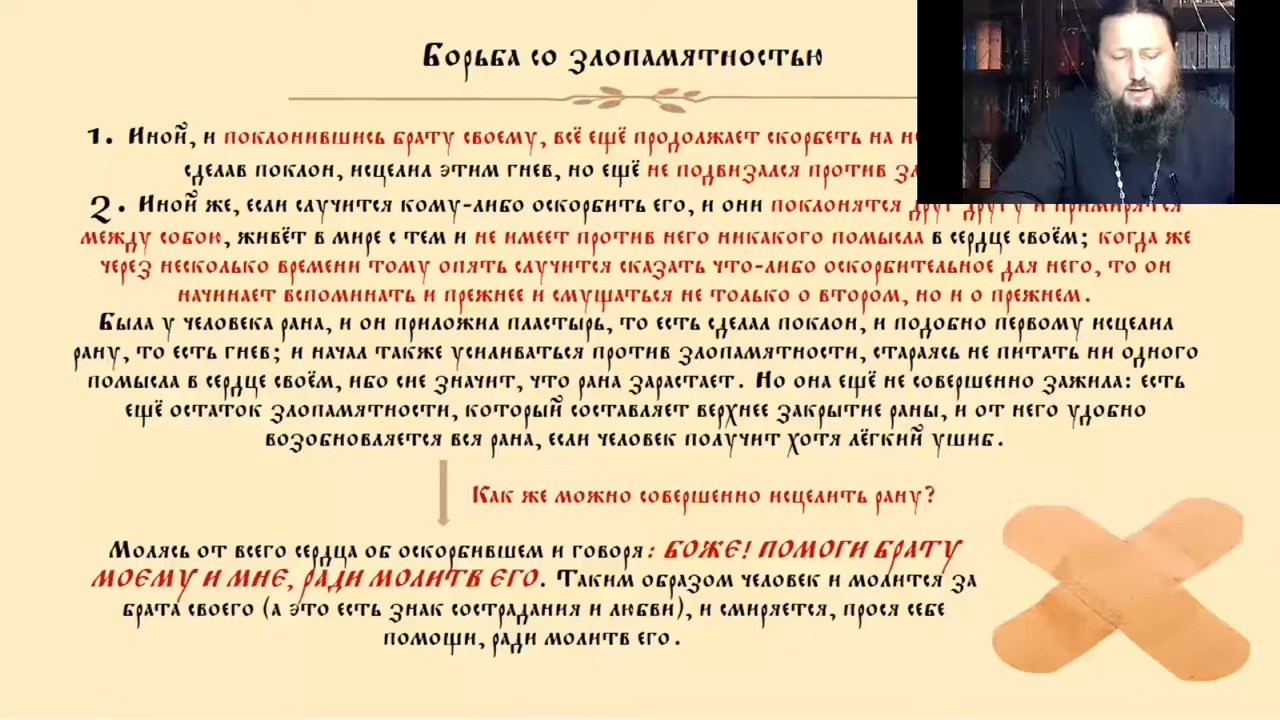 Борьба со злопамятностью
1. Иной, и поклонившись брату своему, всё ещё продолжает скорбеть на
сделав поклон, исцелил этим гнев, но ещё не подвизался против
2. Иной же, если случится кому-либо оскорбить его, и они поклонятся друг другу и примирятся
между собою, живёт в мире с тем и не имеет против него никакого помысла в сердце своём; когда же
через несколько времени тому опять случится сказать что-либо оскорбительное для него, то он
начинает вспоминать и прежнее и смущаться не только о втором, но и о прежнем.
Была у человека рана, и он приложил пластырь, то есть сделал поклон, и подобно первому исцелил
рану, то есть гнев; и начал также усиливаться против злопамятности, стараясь не питать ни одного
помысла в сердце своём, ибо сие значит, что рана зарастает. Но она ещё не совершенно зажила: есть
ещё остаток злопамятности, который составляет верхнее закрытие раны, и от него удобно
возобновляется вся рана, если человек получит хотя лёгкий ушиб.
Как же можно совершенно исцелить рану?
Молясь от всего сердца об оскорбившем и говоря: БОЖЕ! ПОМОГИ БРАТУ
МОЕМУ И МНЕ, РАДИ МОЛИТВ ЕГО. Таким образом человек и молится за
брата своего (а это есть знак сострадания и любви), и смиряется, прося себе
помощи, ради молитв его.